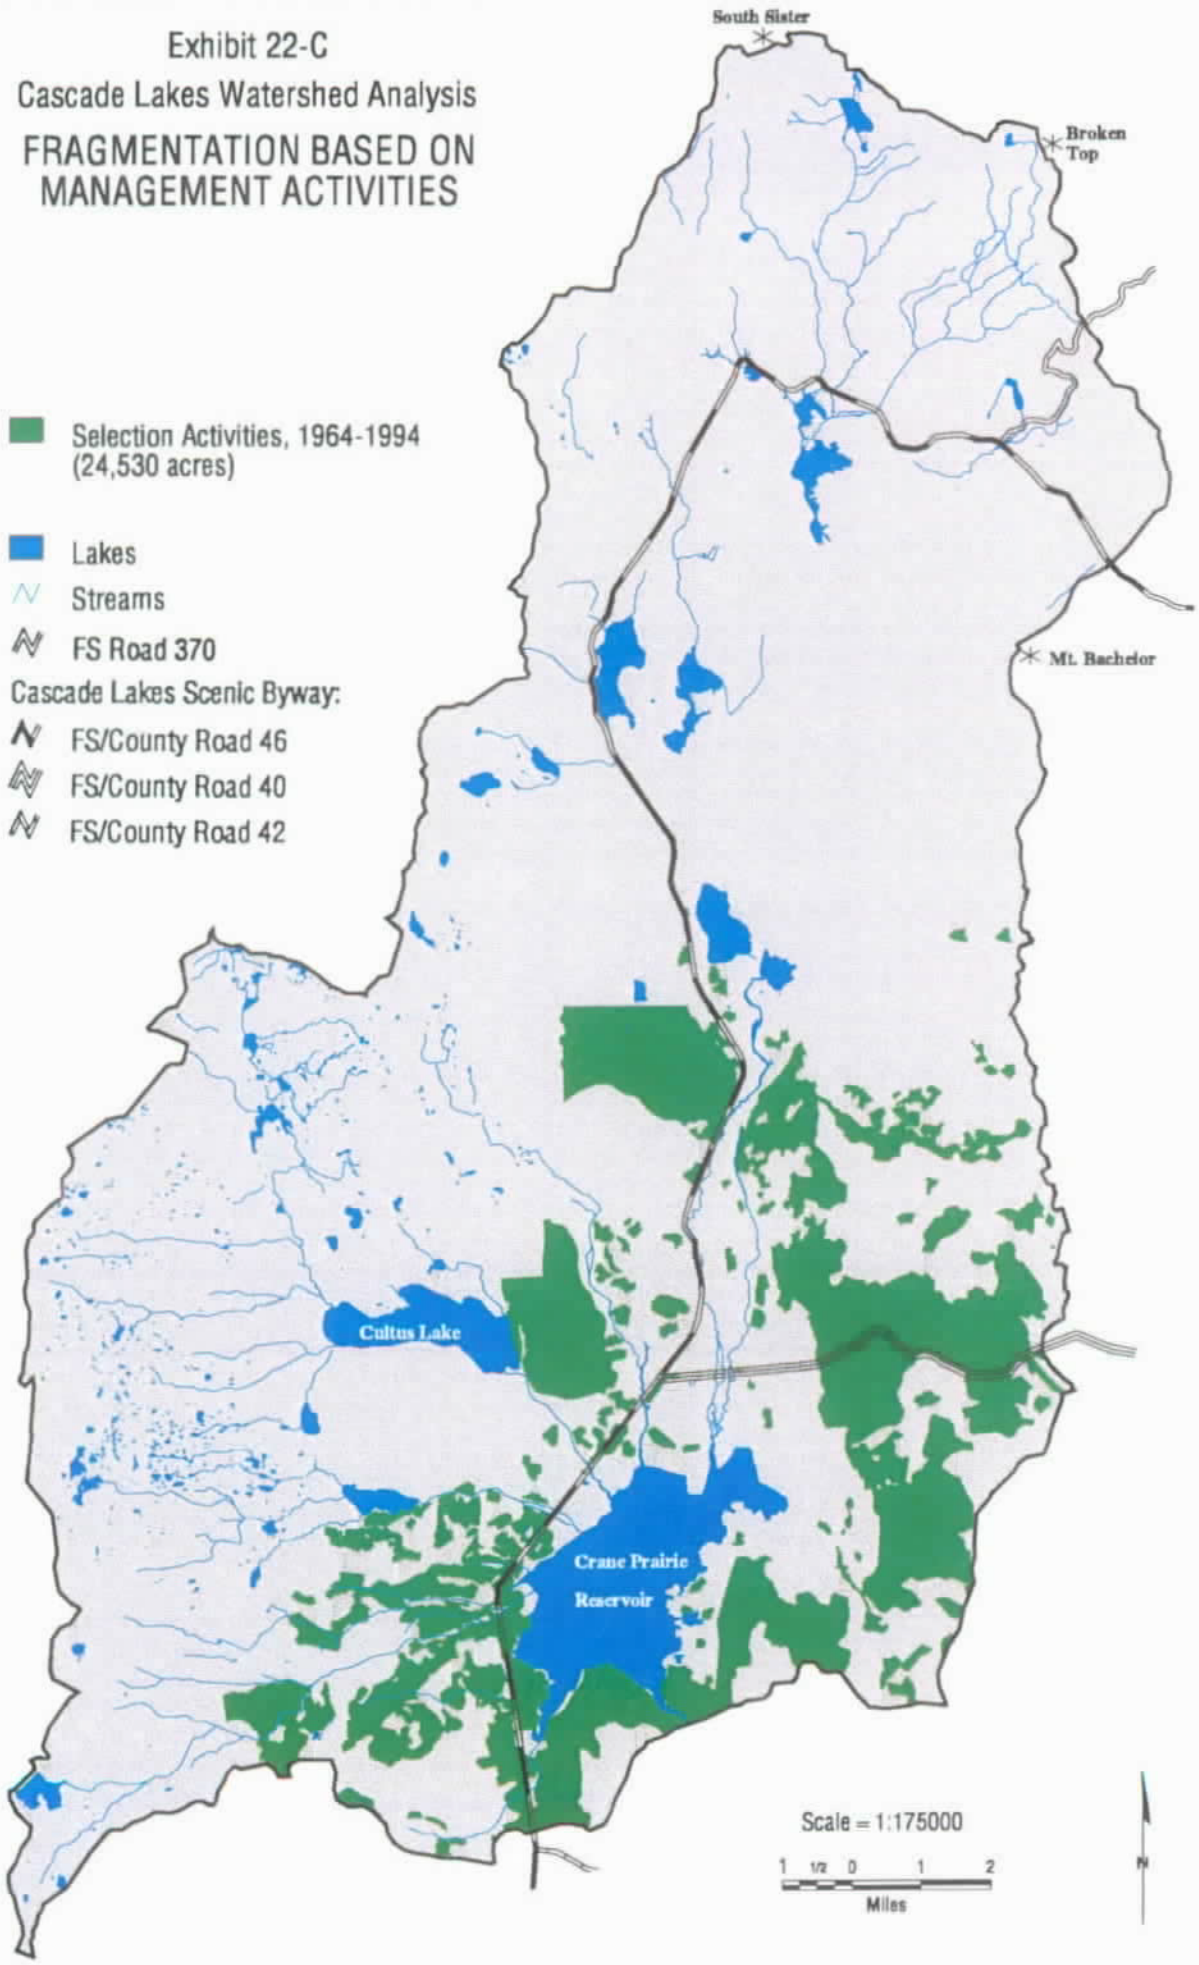 Exhibit 22-C
Cascade Lakes Watershed Analysis
FRAGMENTATION BASED ON
MANAGEMENT ACTIVITIES
South Sister
Broken
Top
Selection Activities, 1964-1994
(24,530 acres)
Lakes
Streams
FS Road 370
Cascade Lakes Scenic Byway:
FS/County Road 46
FS/County Road 40
FS/County Road 42
Mt. Bachelor
Cultus Lake
Crane Prairie
Reservoir
Scale = 1:175000
1 1/2 0 1 2
Miles
N